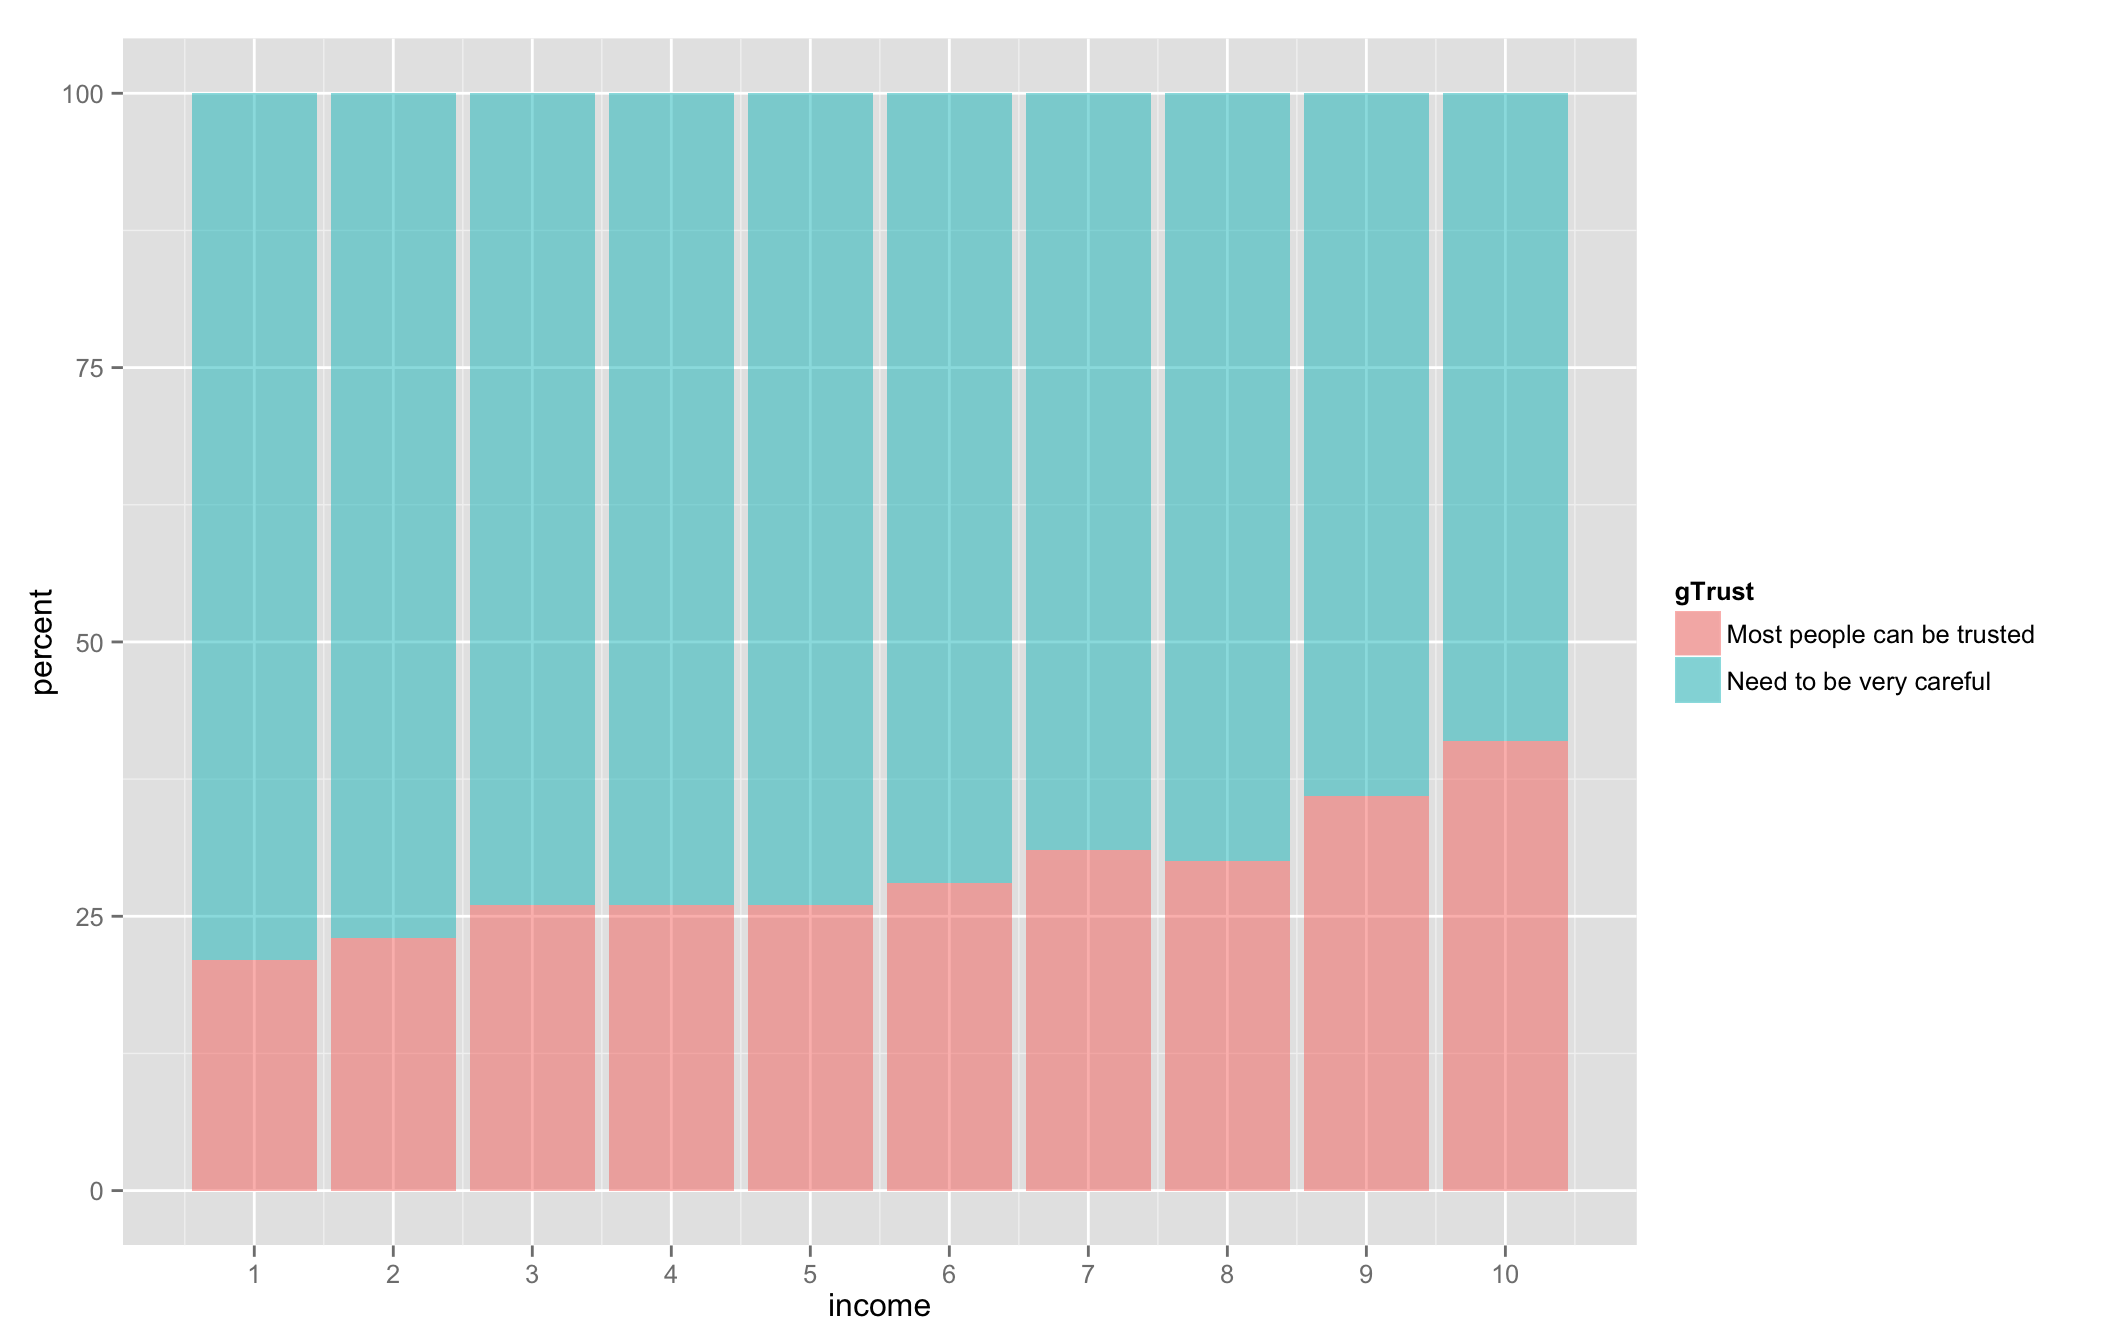 100
75
50
25
0
percent
1 2 3 4 5 6 7 8 9 10
income
gTrust
Most people can be trusted
Need to be very careful